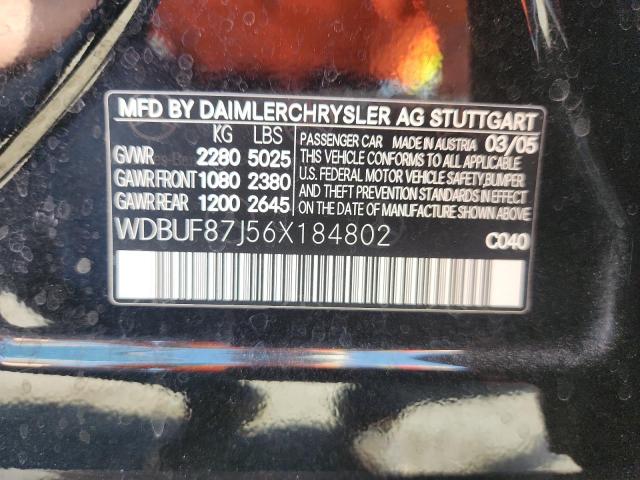 MFD BY DAIMLERCHRYSLER AG STUTTGART
KG LBS
GVWR 2280 5025
GAWR FRONT 1080 2380
GAWR REAR 1200 2645
PASSENGER CAR MADE IN AUSTRIA 03/05
THIS VEHICLE CONFORMS TO ALL APPLICABLE
U.S. FEDERAL MOTOR VEHICLE SAFETY, BUMPER
AND THEFT PREVENTION STANDARDS IN EFFECT
ON THE DATE OF MANUFACTURE SHOWN ABOVE.
WDBUF87J56X184802
C040